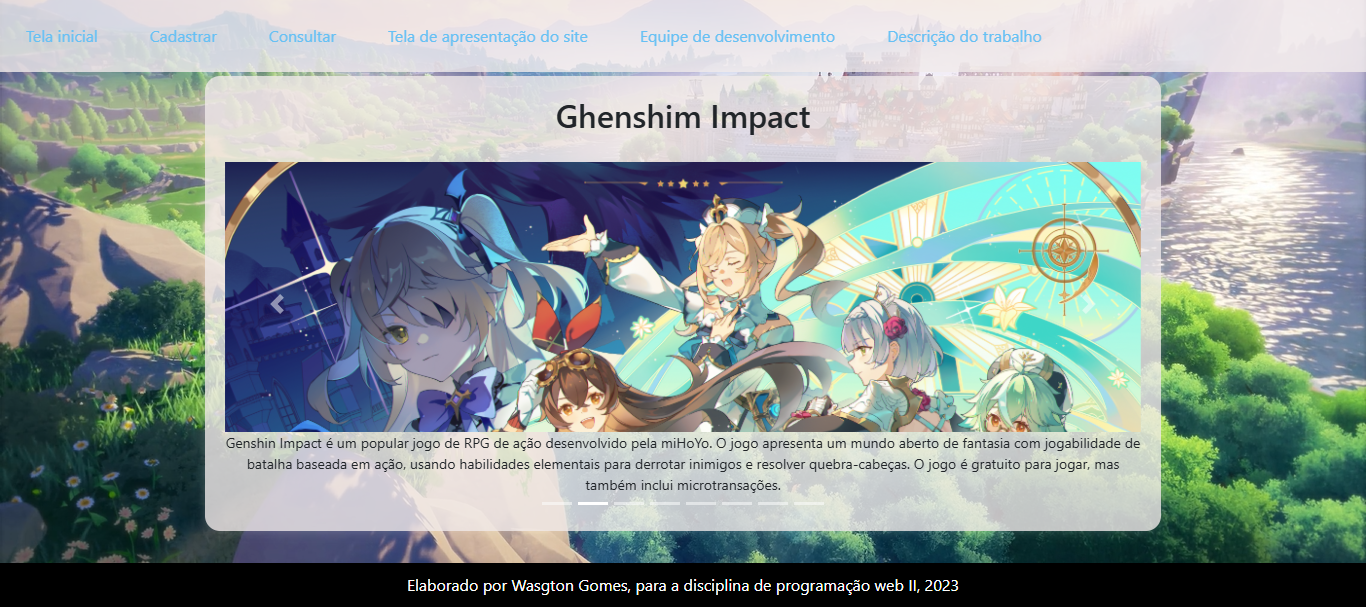 Tela inicial Cadastrar Consultar Tela de apresentação do site Equipe de desenvolvimento Descrição do trabalho
Ghenshim Impact
Genshin Impact é um popular jogo de RPG de ação desenvolvido pela miHoYo. O jogo apresenta um mundo aberto de fantasia com jogabilidade de
batalha baseada em ação, usando habilidades elementais para derrotar inimigos e resolver quebra-cabeças. O jogo é gratuito para jogar, mas
também inclui microtransações.
Elaborado por Wasgton Gomes, para a disciplina de programação web II, 2023